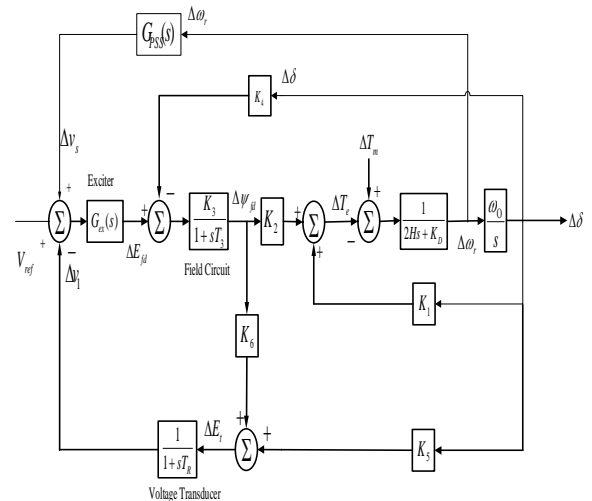 Δω_r
G_PSS(s)
Δδ
K_4
ΔT_m
Δv_s
Exciter
+
−
+
Σ
G_ex(s)
+
Σ
K_3
1+sT_3
Δψ_fd
K_2
+
Σ
ΔT_e
Σ
−
1
2Hs+K_D
ω_0
s
Δδ
+
−
ΔE_fd
Field Circuit
+
Δω_r
V_ref
Δv_1
K_1
K_6
+
+
ΔE_t
Σ
K_5
1
1+sT_R
Voltage Transducer